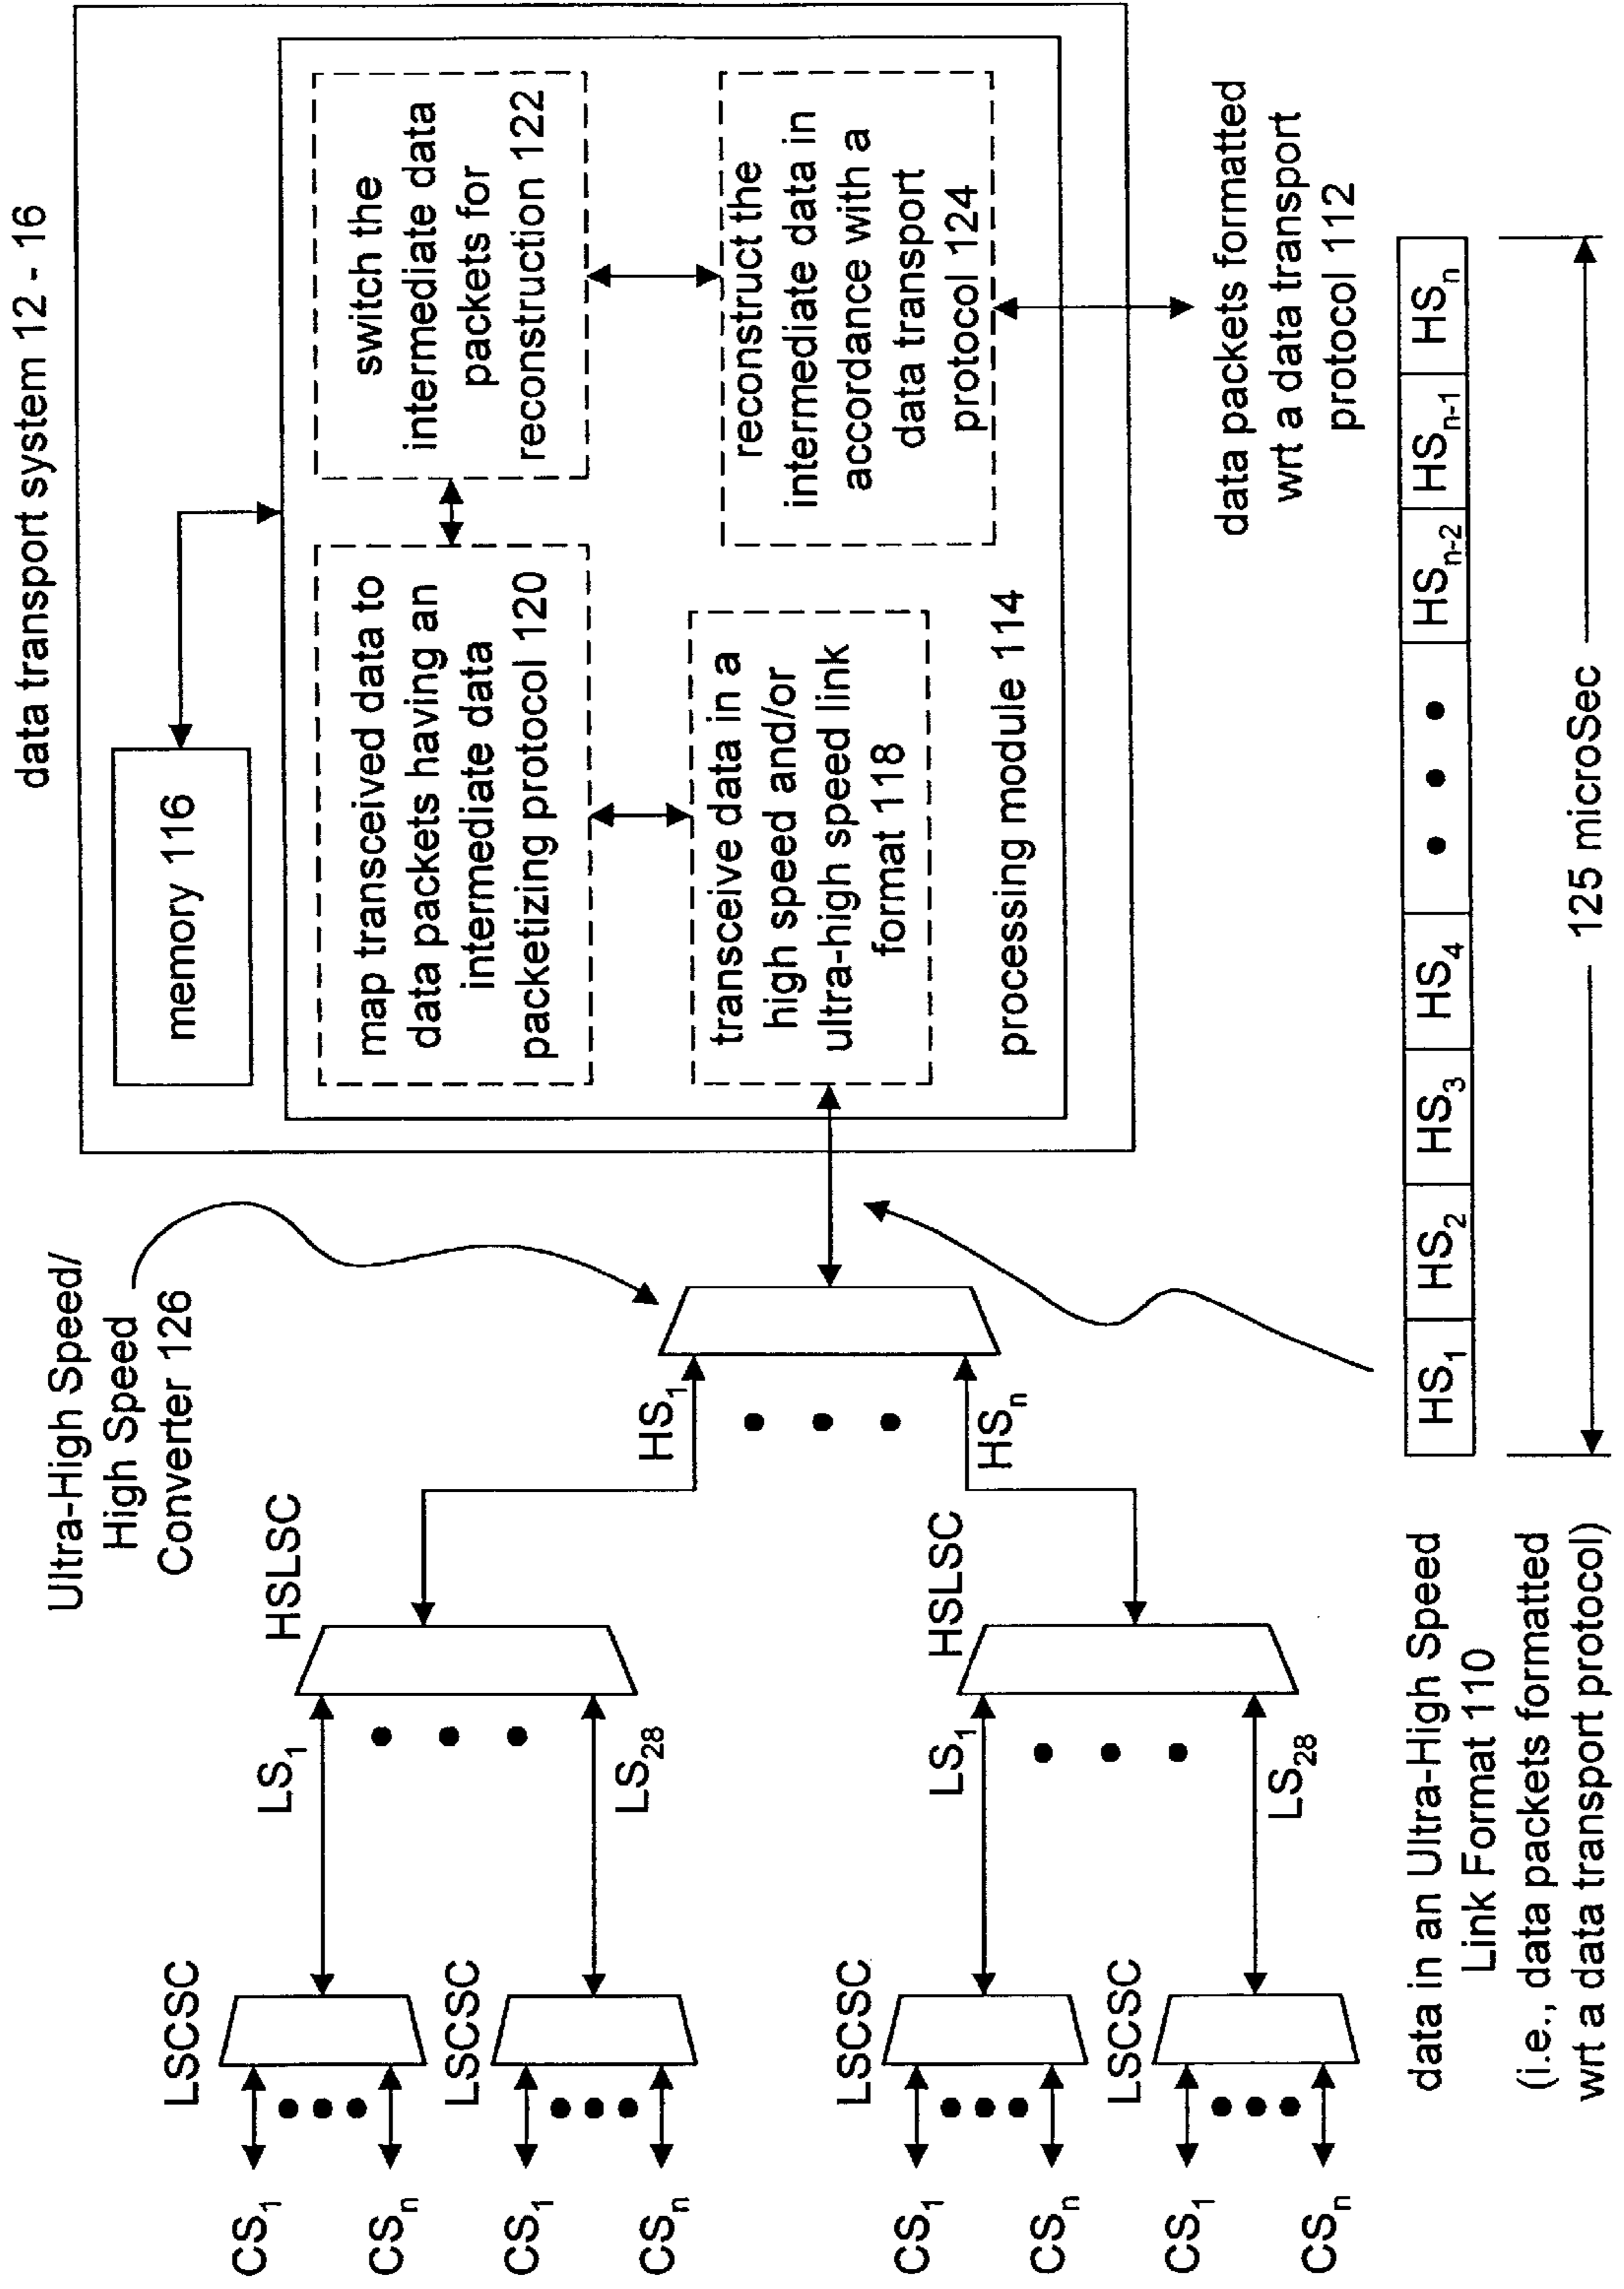 data transport system 12 - 16
memory 116
map transceived data to
data packets having an
intermediate data
packetizing protocol 120
switch the
intermediate data
packets for
reconstruction 122
transceive data in a
high speed and/or
ultra-high speed link
format 118
reconstruct the
intermediate data in
accordance with a
data transport
protocol 124
processing module 114
data packets formatted
wrt a data transport
protocol 112
Ultra-High Speed/
High Speed
Converter 126
HSLSC
HS1
HSn
HSLSC
LSCSC
LS1
LS28
LSCSC
LSCSC
LS1
LS28
LSCSC
CS1
CSn
CS1
CSn
CS1
CSn
CS1
CSn
data in an Ultra-High Speed
Link Format 110
(i.e., data packets formatted
wrt a data transport protocol)
HS1 HS2 HS3 HS4 HSn-2 HSn-1 HSn
125 microSec